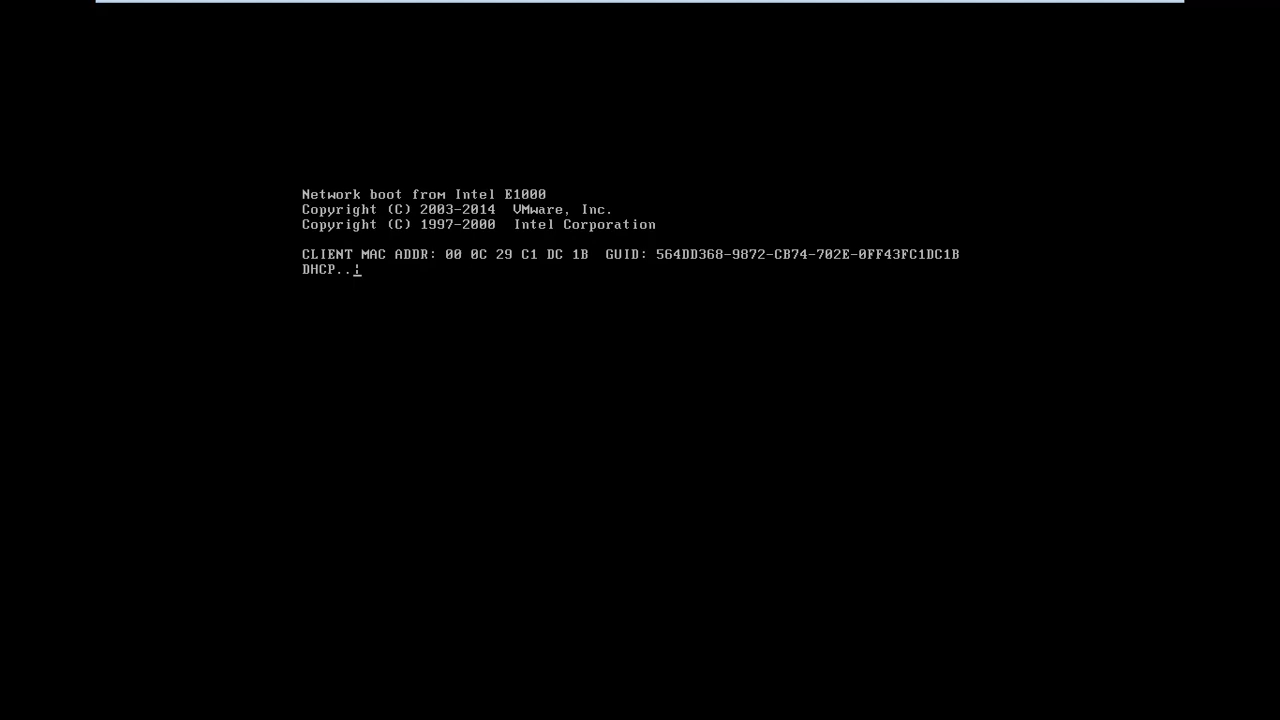 Network boot from Intel E1000
Copyright (C) 2003-2014  VMware, Inc.
Copyright (C) 1997-2000  Intel Corporation
CLIENT MAC ADDR: 00 0C 29 C1 DC 1B  GUID: 564DD368-9872-CB74-702E-0FF43FC1DC1B
DHCP..¦